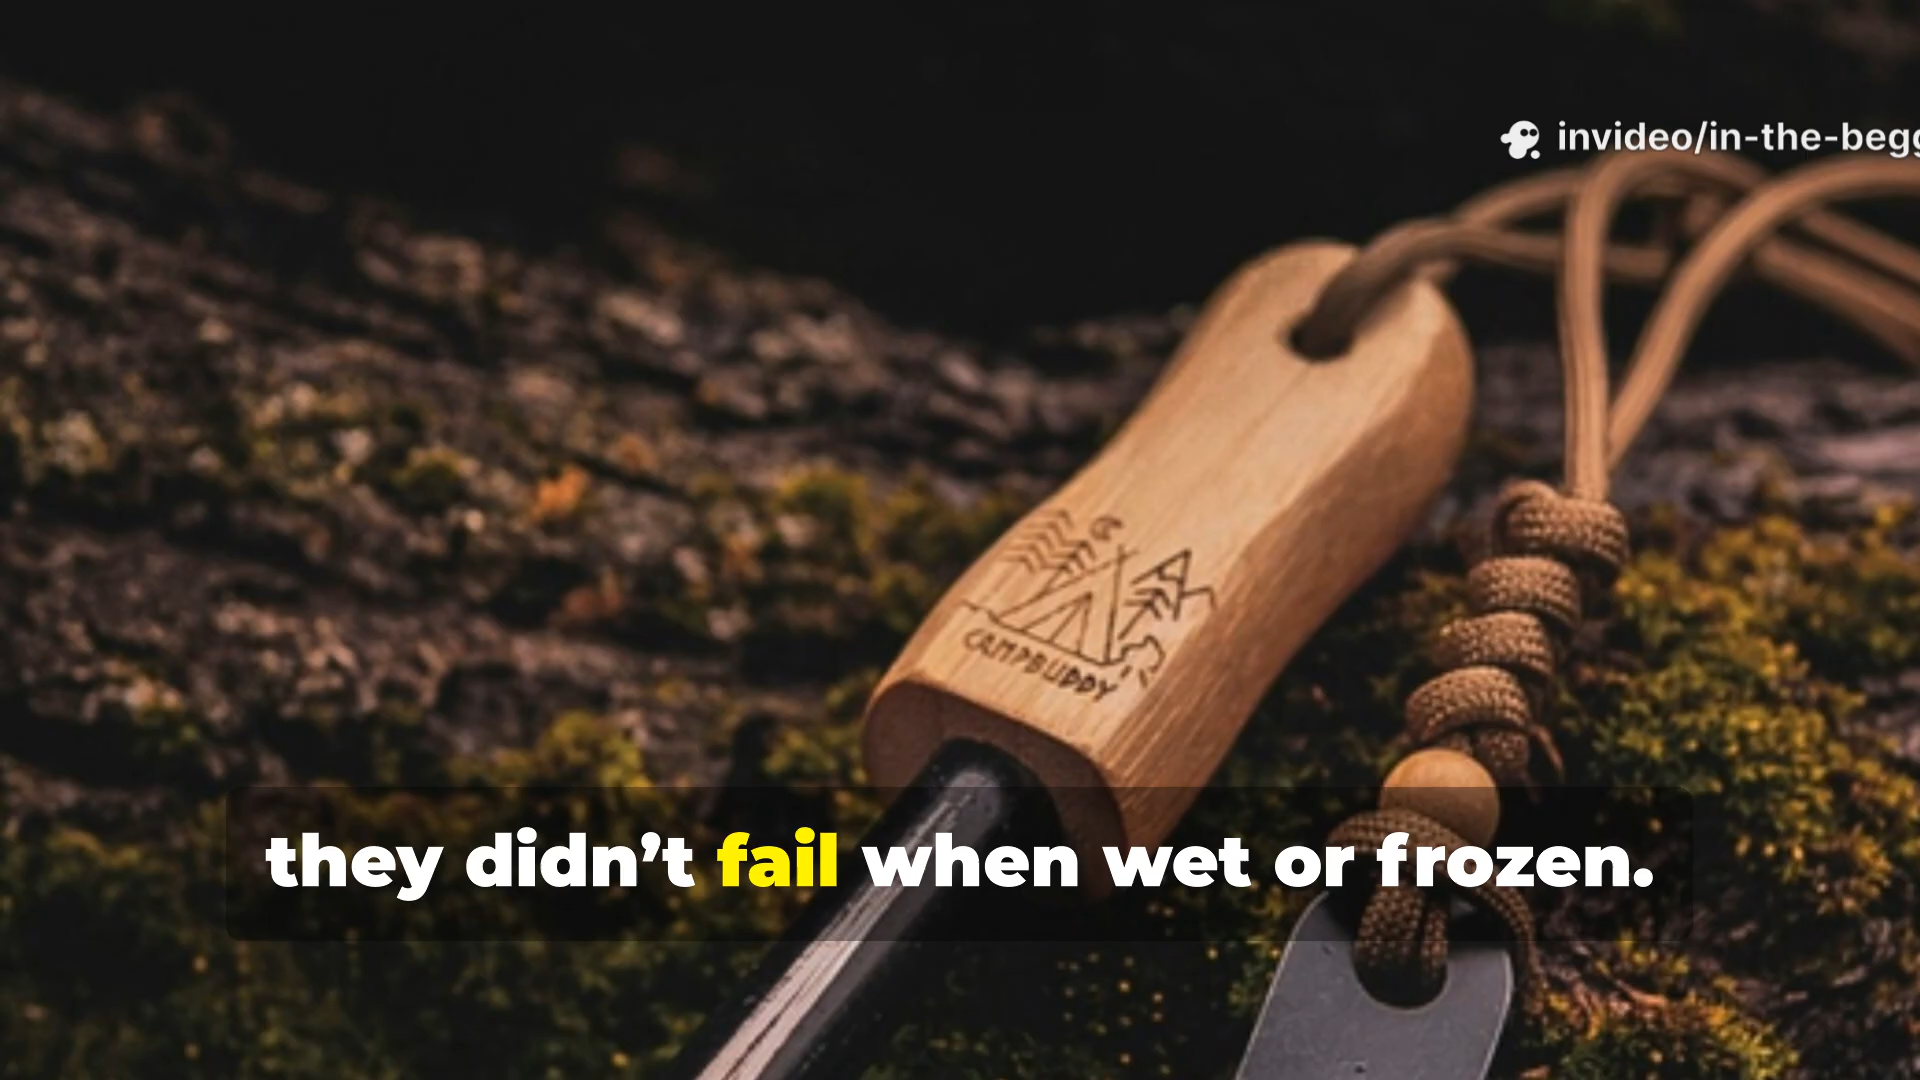 invideo/in-the-begg
CAMPBUDDY
they didn’t fail when wet or frozen.